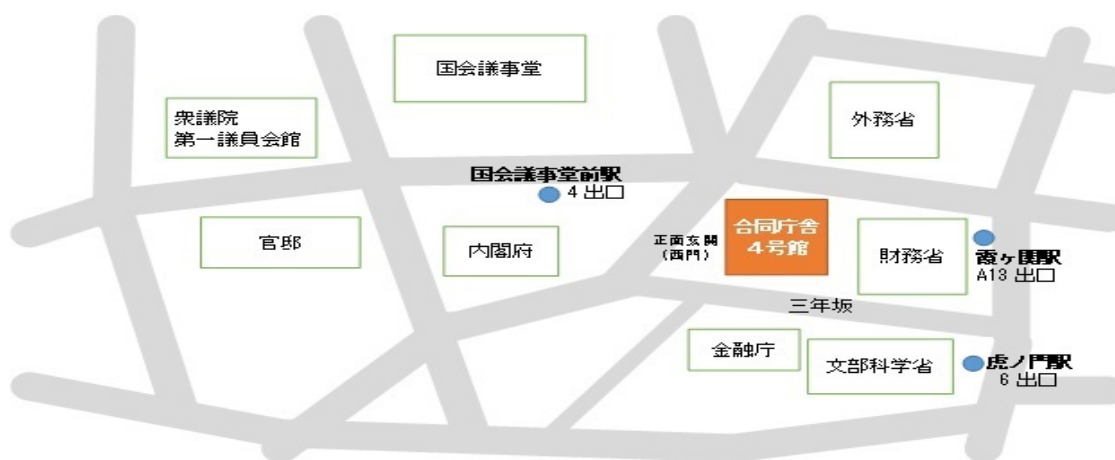 国会議事堂
衆議院
第一議員会館
外務省
国会議事堂前駅
4 出口
官邸
内閣府
正面玄関
(西門)
合同庁舎
4号館
財務省
霞ヶ関駅
A13 出口
三年坂
金融庁
文部科学省
虎ノ門駅
6 出口